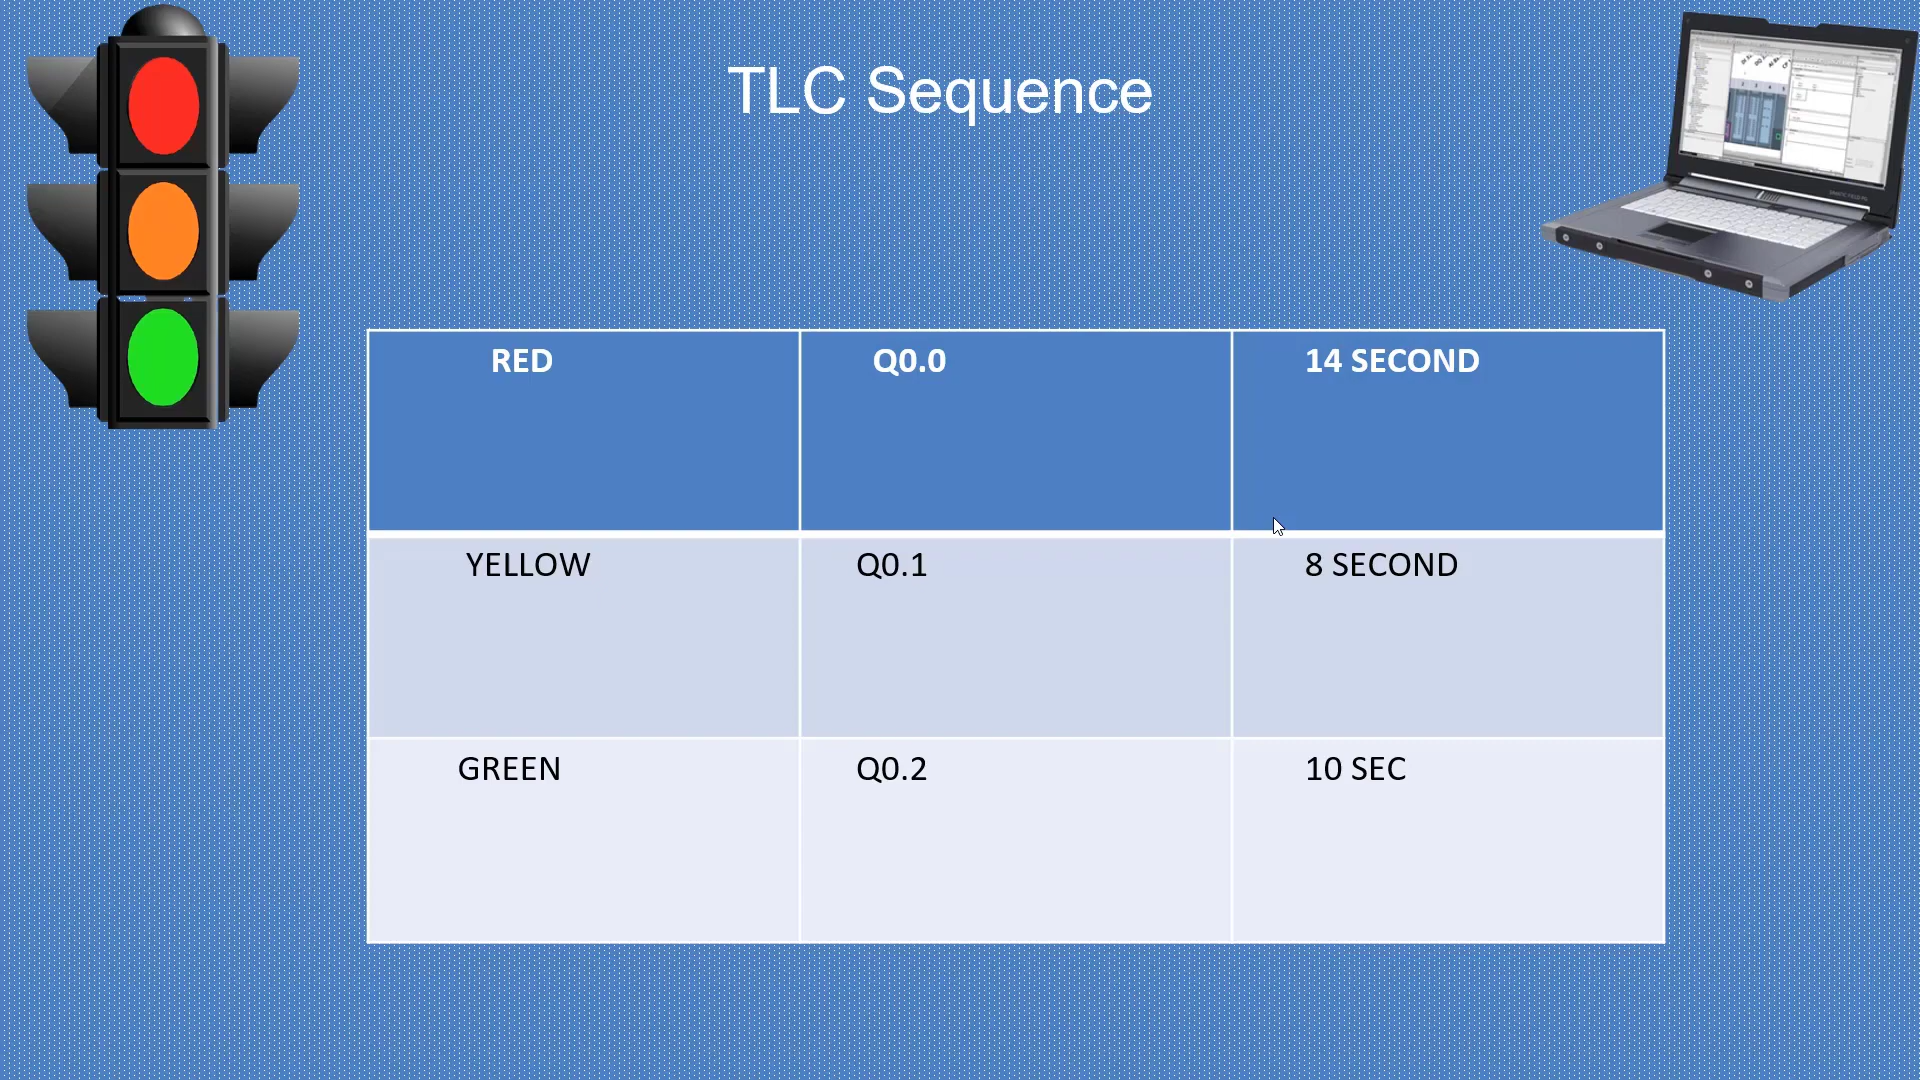 TLC Sequence
RED Q0.0 14 SECOND
YELLOW Q0.1 8 SECOND
GREEN Q0.2 10 SEC